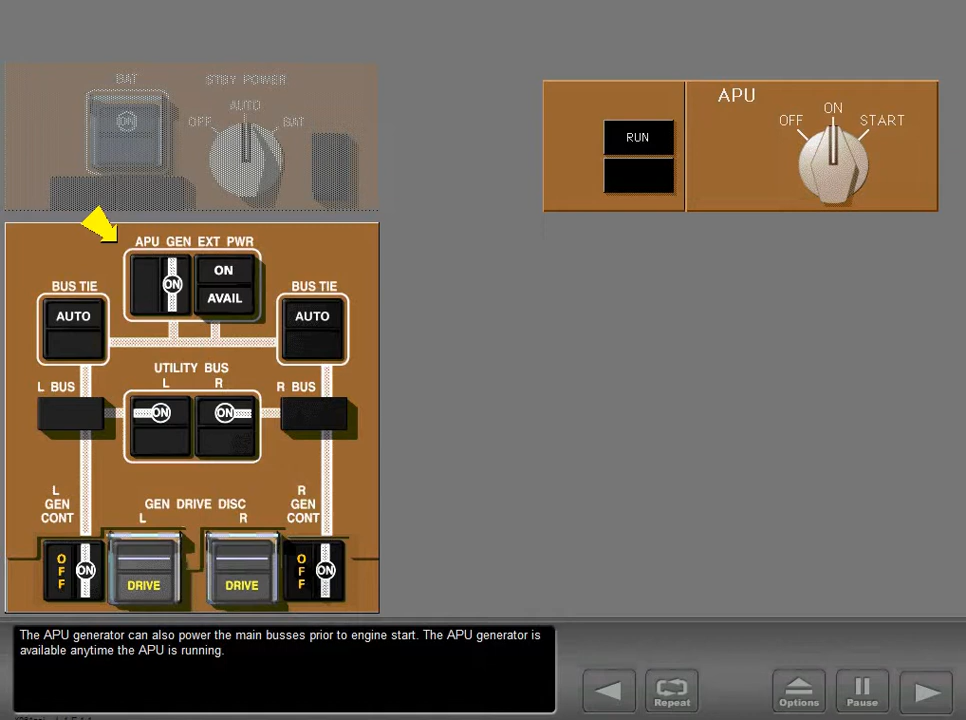 BAT
STBY POWER
AUTO
OFF
BAT
ON
APU
OFF
ON
START
RUN
APU GEN EXT PWR
ON
ON
AVAIL
BUS TIE
AUTO
BUS TIE
AUTO
UTILITY BUS
L R
L BUS
R BUS
ON
ON
L
GEN
CONT
GEN DRIVE DISC
L R
R
GEN
CONT
OFF
ON
DRIVE
DRIVE
OFF
ON
The APU generator can also power the main busses prior to engine start. The APU generator is
available anytime the APU is running.
Repeat
Options
Pause